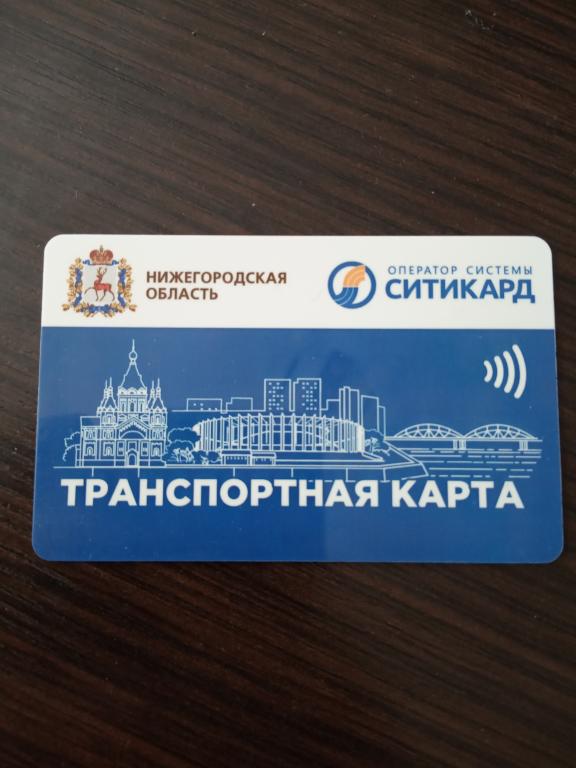 НИЖЕГОРОДСКАЯ
ОБЛАСТЬ
ОПЕРАТОР СИСТЕМЫ
СИТИКАРД
ТРАНСПОРТНАЯ КАРТА